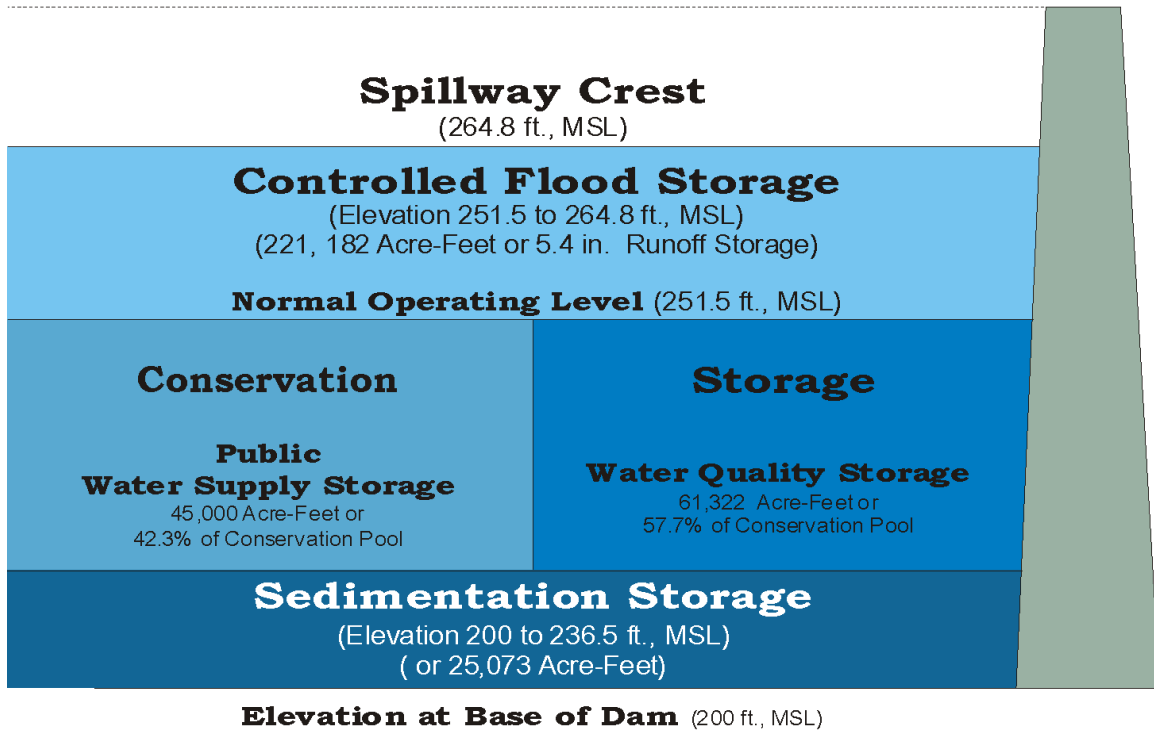 Spillway Crest
(264.8 ft., MSL)
Controlled Flood Storage
(Elevation 251.5 to 264.8 ft., MSL)
(221, 182 Acre-Feet or 5.4 in. Runoff Storage)
Normal Operating Level (251.5 ft., MSL)
Conservation
Storage
Public
Water Supply Storage
45,000 Acre-Feet or
42.3% of Conservation Pool
Water Quality Storage
61,322 Acre-Feet or
57.7% of Conservation Pool
Sedimentation Storage
(Elevation 200 to 236.5 ft., MSL)
( or 25,073 Acre-Feet)
Elevation at Base of Dam (200 ft., MSL)